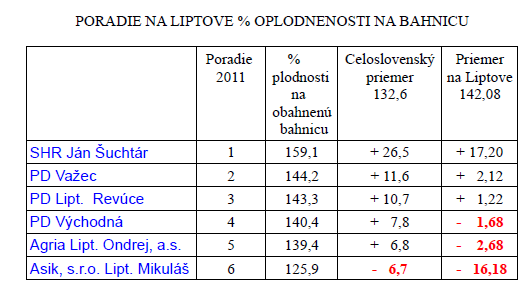 PORADIE NA LIPTOVE % OPLODNENOSTI NA BAHNICU
Poradie 2011 % plodnosti na obahnenú bahnicu Celoslovenský priemer 132,6 Priemer na Liptove 142,08
SHR Ján Šuchtár 1 159,1 + 26,5 + 17,20
PD Važec 2 144,2 + 11,6 + 2,12
PD Lipt. Revúce 3 143,3 + 10,7 + 1,22
PD Východná 4 140,4 + 7,8 - 1,68
Agria Lipt. Ondrej, a.s. 5 139,4 + 6,8 - 2,68
Asik, s.r.o. Lipt. Mikuláš 6 125,9 - 6,7 - 16,18